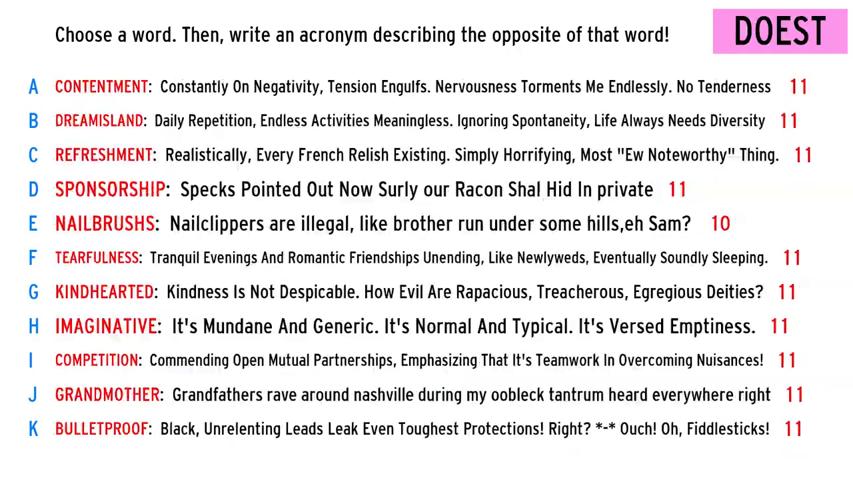 Choose a word. Then, write an acronym describing the opposite of that word!
DOEST
A CONTENTMENT: Constantly On Negativity, Tension Engulfs. Nervousness Torments Me Endlessly. No Tenderness 11
B DREAMISLAND: Daily Repetition, Endless Activities Meaningless. Ignoring Spontaneity, Life Always Needs Diversity 11
C REFRESHMENT: Realistically, Every French Relish Existing. Simply Horrifying, Most "Ew Noteworthy" Thing. 11
D SPONSORSHIP: Specks Pointed Out Now Surly our Racon Shal Hid In private 11
E NAILBRUSHS: Nailclippers are illegal, like brother run under some hills,eh Sam? 10
F TEARFULNESS: Tranquil Evenings And Romantic Friendships Unending, Like Newlyweds, Eventually Soundly Sleeping. 11
G KINDHEARTED: Kindness Is Not Despicable. How Evil Are Rapacious, Treacherous, Egregious Deities? 11
H IMAGINATIVE: It's Mundane And Generic. It's Normal And Typical. It's Versed Emptiness. 11
I COMPETITION: Commending Open Mutual Partnerships, Emphasizing That It's Teamwork In Overcoming Nuisances! 11
J GRANDMOTHER: Grandfathers rave around nashville during my oobleck tantrum heard everywhere right 11
K BULLETPROOF: Black, Unrelenting Leads Leak Even Toughest Protections! Right? *-* Ouch! Oh, Fiddlesticks! 11